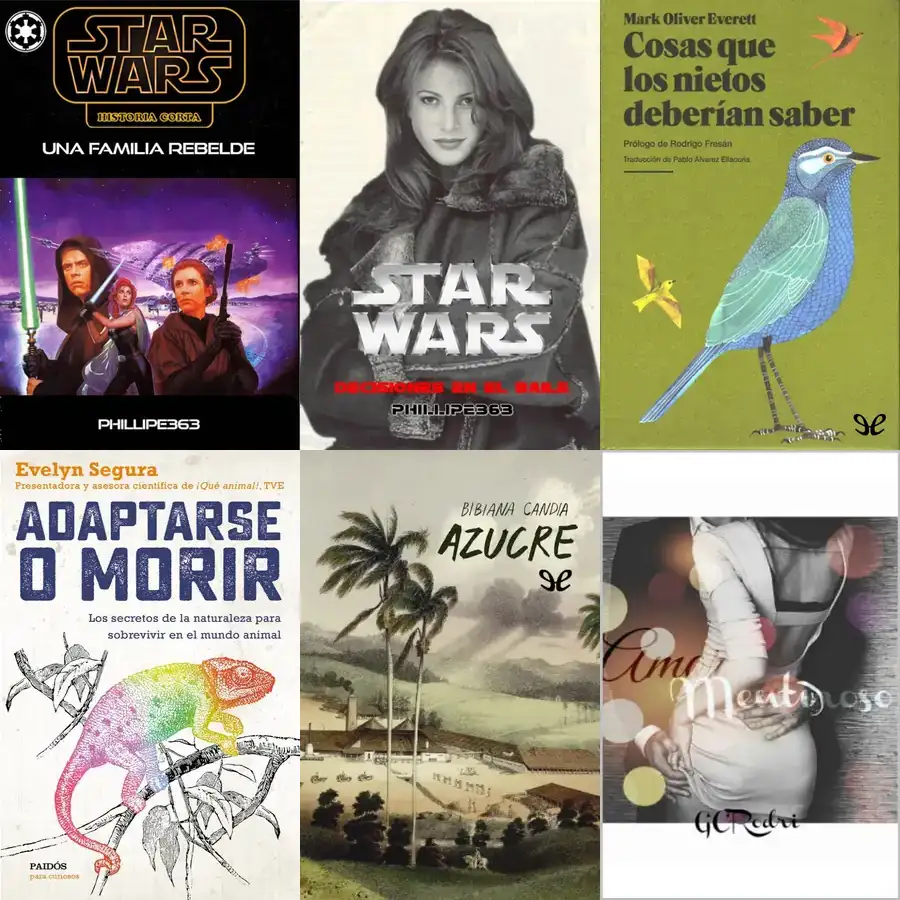 STAR
WARS
HISTORIA CORTA
UNA FAMILIA REBELDE
PHILLIPE363
STAR
WARS
DECISIONES EN EL BAILE
PHILLIPE363
Mark Oliver Everett
Cosas que
los nietos
deberían saber
Prólogo de Rodrigo Fresán
Traducción de Pablo Álvarez Ellacuria
Evelyn Segura
Presentadora y asesora científica de ¡Qué animal!, TVE
ADAPTARSE
O MORIR
Los secretos de la naturaleza para
sobrevivir en el mundo animal
PAIDÓS
para curiosos
BIBIANA CANDIA
AZUCRE
Amor
Mentiroso
GCRodri